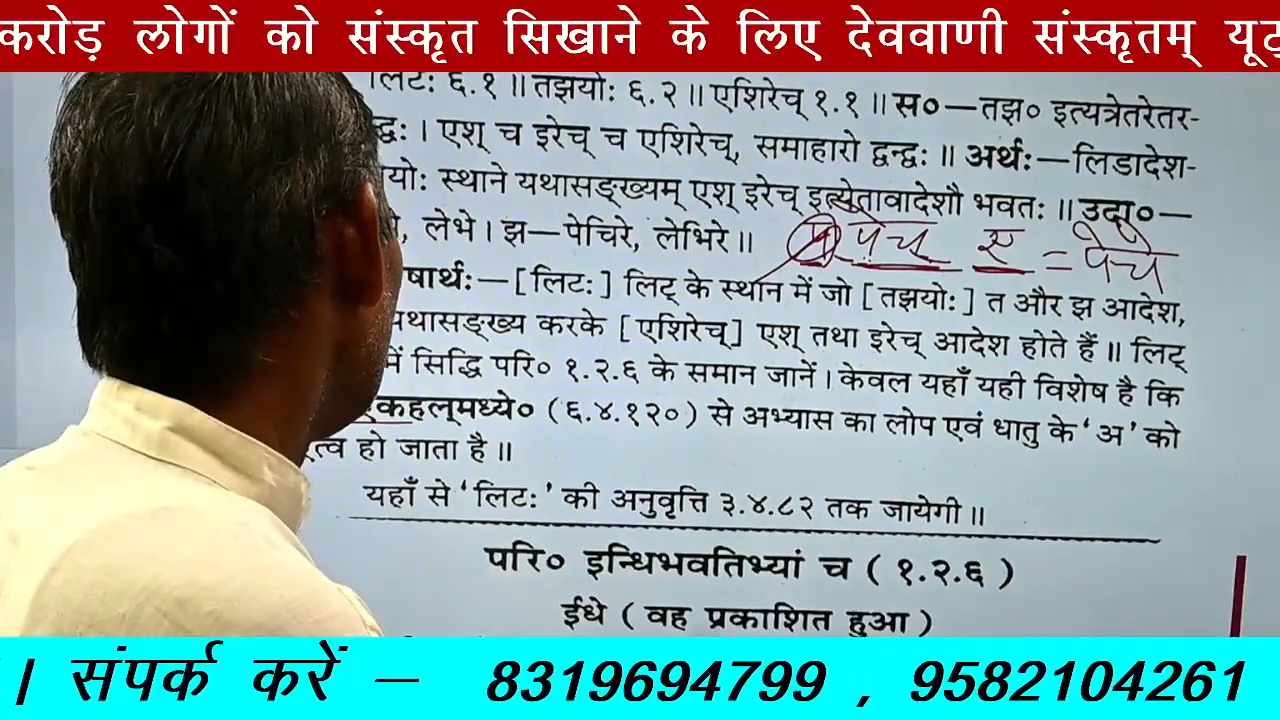 करोड़ लोगों को संस्कृत सिखाने के लिए देववाणी संस्कृतम्
लिटः ६.१ ॥ तझयोः ६.२ ॥ एशिरेच् १.१ ॥ स०—तझ० इत्यत्रेतरेतर-
द्वः । एश् च इरेच् च एशिरेच्, समाहारो द्वन्द्वः ॥ अर्थः—लिडादेश-
योः स्थाने यथासङ्ख्यम् एश् इरेच् इत्येतावादेशौ भवतः ॥ उदा०—
लेभे । झ—पेचिरे, लेभिरे ॥
पेच् ए = पेचे
षार्थः—[ लिटः ] लिट् के स्थान में जो [ तझयोः ] त और झ आदेश,
यथासङ्ख्य करके [ एशिरेच् ] एश् तथा इरेच् आदेश होते हैं ॥ लिट्
में सिद्धि परि० १.२.६ के समान जानें । केवल यहाँ यही विशेष है कि
कहल्मध्ये० (६.४.१२०) से अभ्यास का लोप एवं धातु के 'अ' को
त्व हो जाता है ॥
यहाँ से 'लिटः' की अनुवृत्ति ३.४.८२ तक जायेगी ॥
परि० इन्धिभवतिभ्यां च ( १.२.६ )
ईधे ( वह प्रकाशित हुआ )
। संपर्क करें – 8319694799 , 9582104261